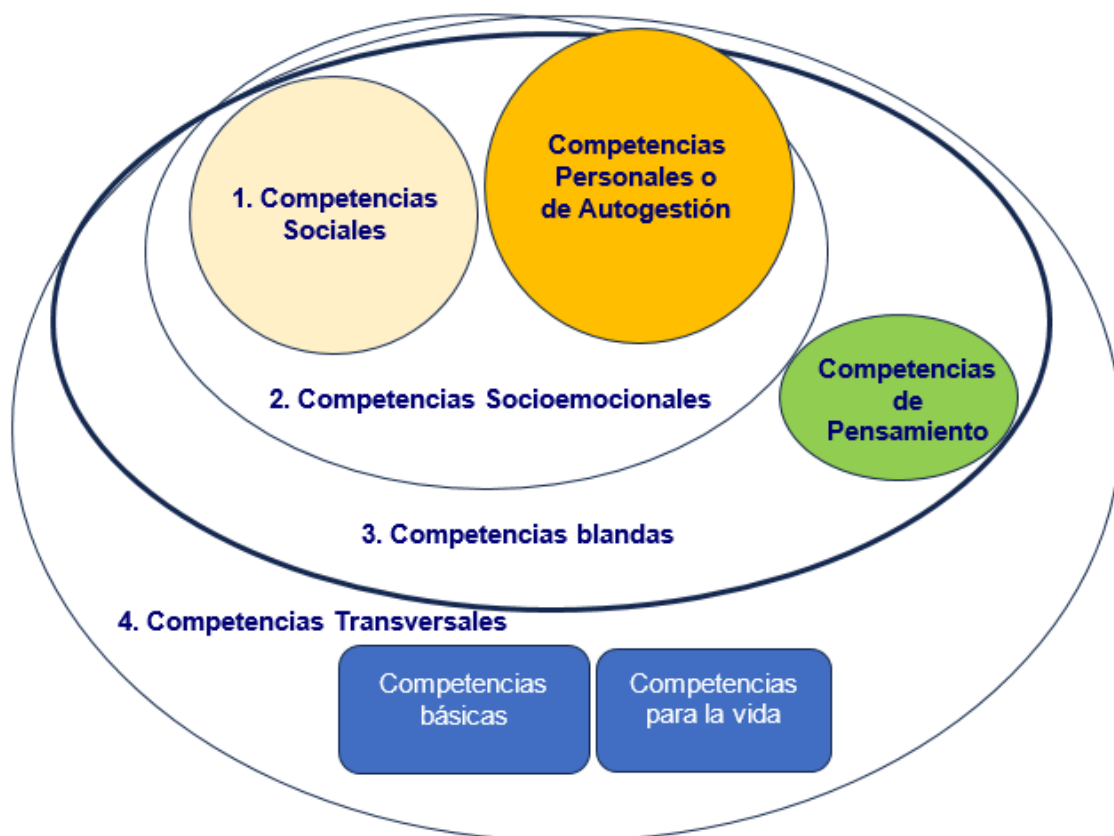 Competencias
Personales o
de Autogestión
1. Competencias
Sociales
2. Competencias Socioemocionales
Competencias
de
Pensamiento
3. Competencias blandas
4. Competencias Transversales
Competencias
básicas
Competencias
para la vida